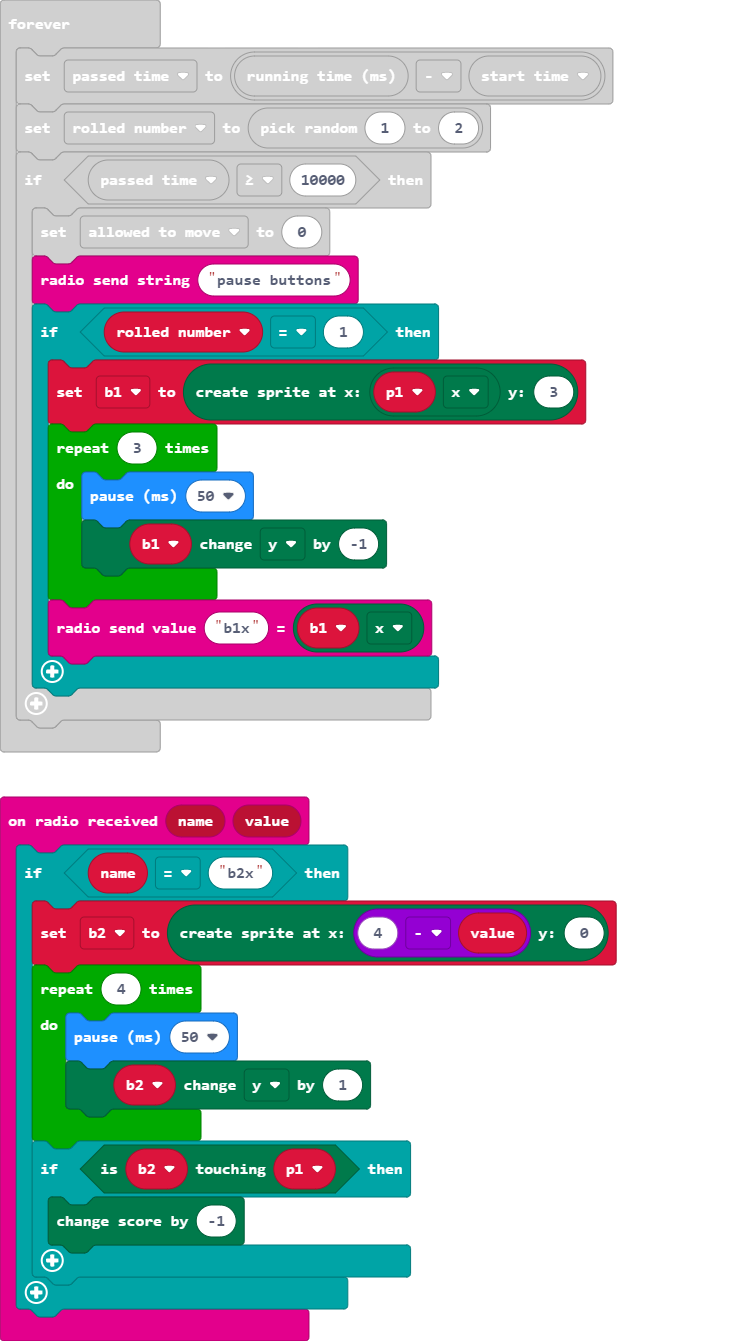 forever
set passed time to running time (ms) - start time
set rolled number to pick random 1 to 2
if passed time ≥ 10000 then
set allowed to move to 0
radio send string "pause buttons"
if rolled number = 1 then
set b1 to create sprite at x: p1 x y: 3
repeat 3 times
do
pause (ms) 50
b1 change y by -1
radio send value "b1x" = b1 x
on radio received name value
if name = "b2x" then
set b2 to create sprite at x: 4 - value y: 0
repeat 4 times
do
pause (ms) 50
b2 change y by 1
if is b2 touching p1 then
change score by -1